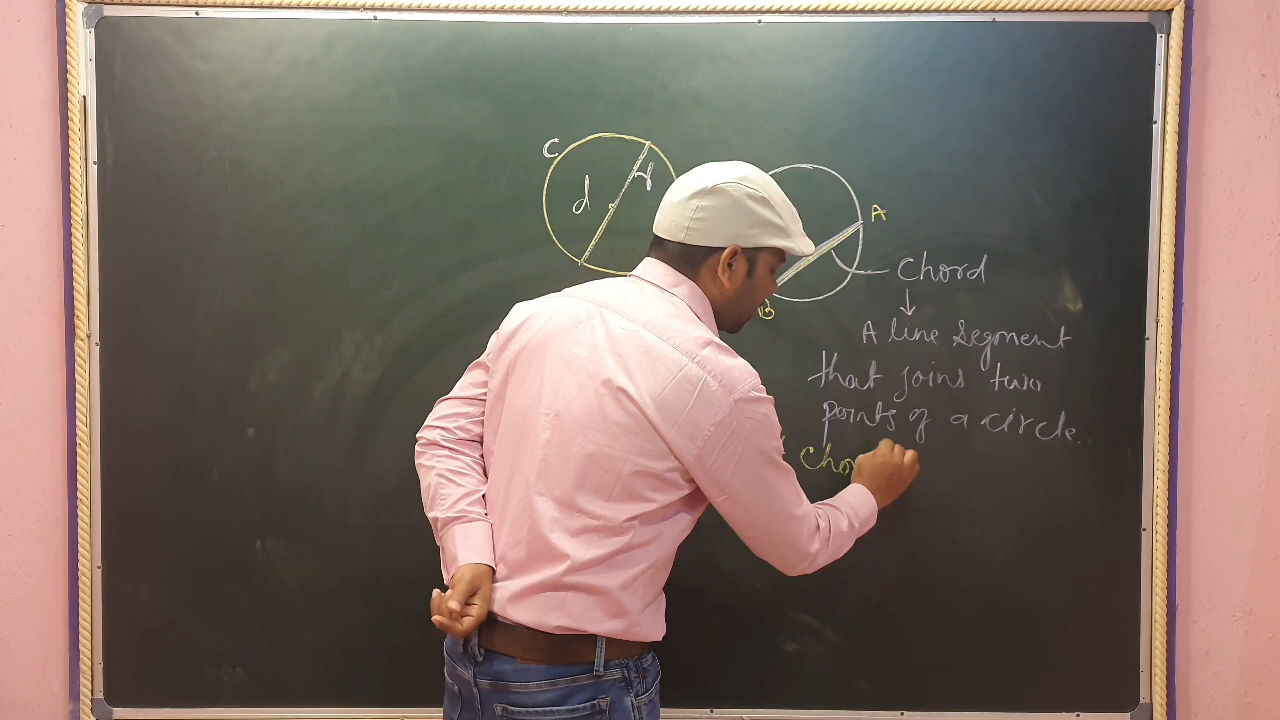 C
d
r
A
B
Chord
A line segment
that joins two
points of a circle.
Cho